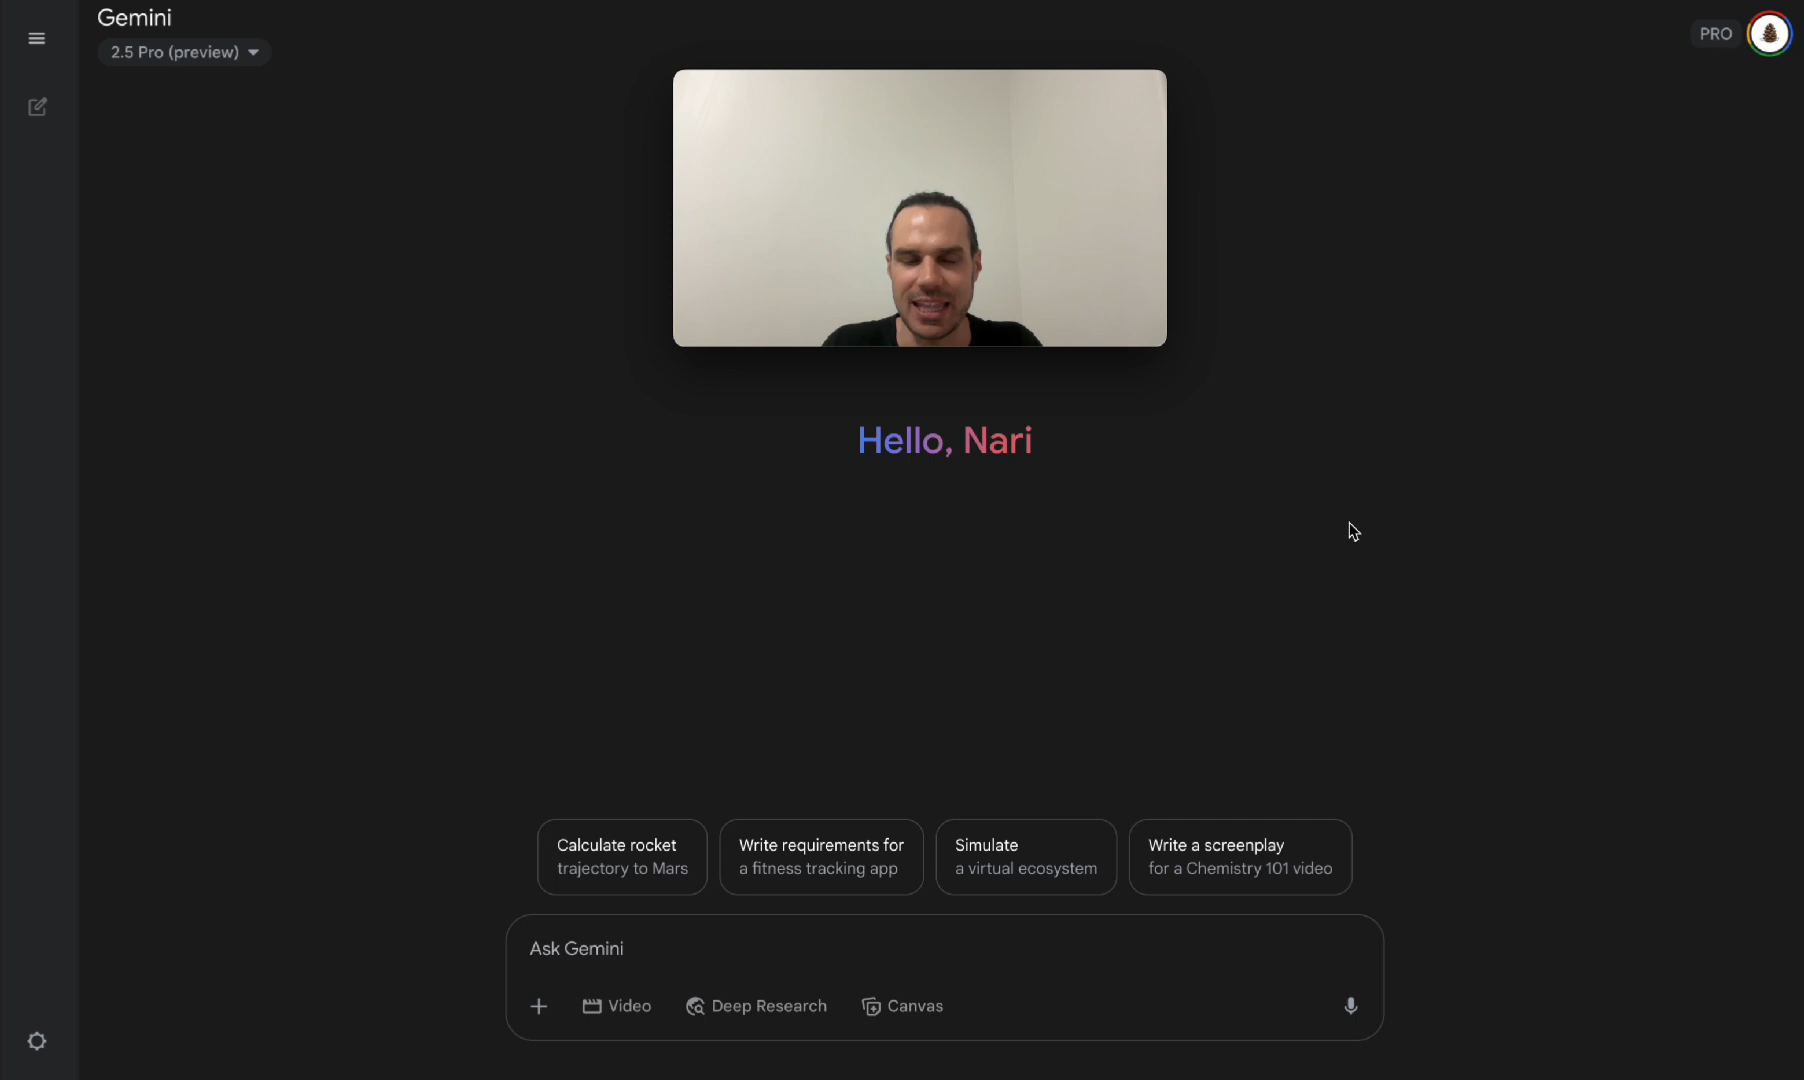 Gemini
2.5 Pro (preview)
PRO
Hello, Nari
Calculate rocket
trajectory to Mars
Write requirements for
a fitness tracking app
Simulate
a virtual ecosystem
Write a screenplay
for a Chemistry 101 video
Ask Gemini
Video
Deep Research
Canvas